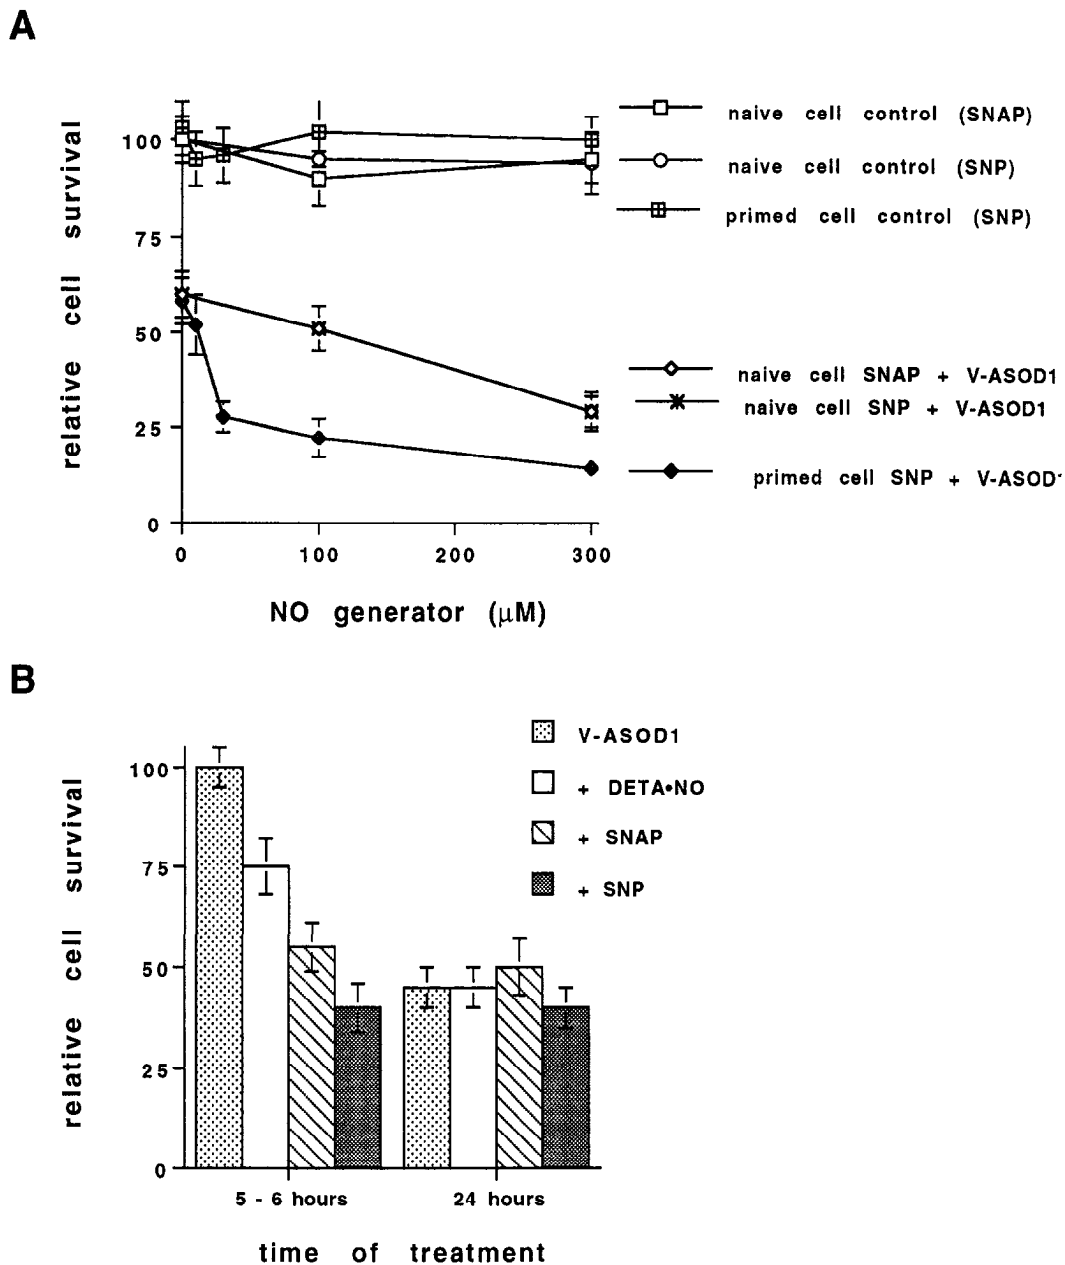 A
relative cell survival
100
75
50
25
0
0 100 200 300
NO generator (µM)
naive cell control (SNAP)
naive cell control (SNP)
primed cell control (SNP)
naive cell SNAP + V-ASOD1
naive cell SNP + V-ASOD1
primed cell SNP + V-ASOD
B
relative cell survival
100
75
50
25
0
V-ASOD1
+ DETA•NO
+ SNAP
+ SNP
5 - 6 hours 24 hours
time of treatment